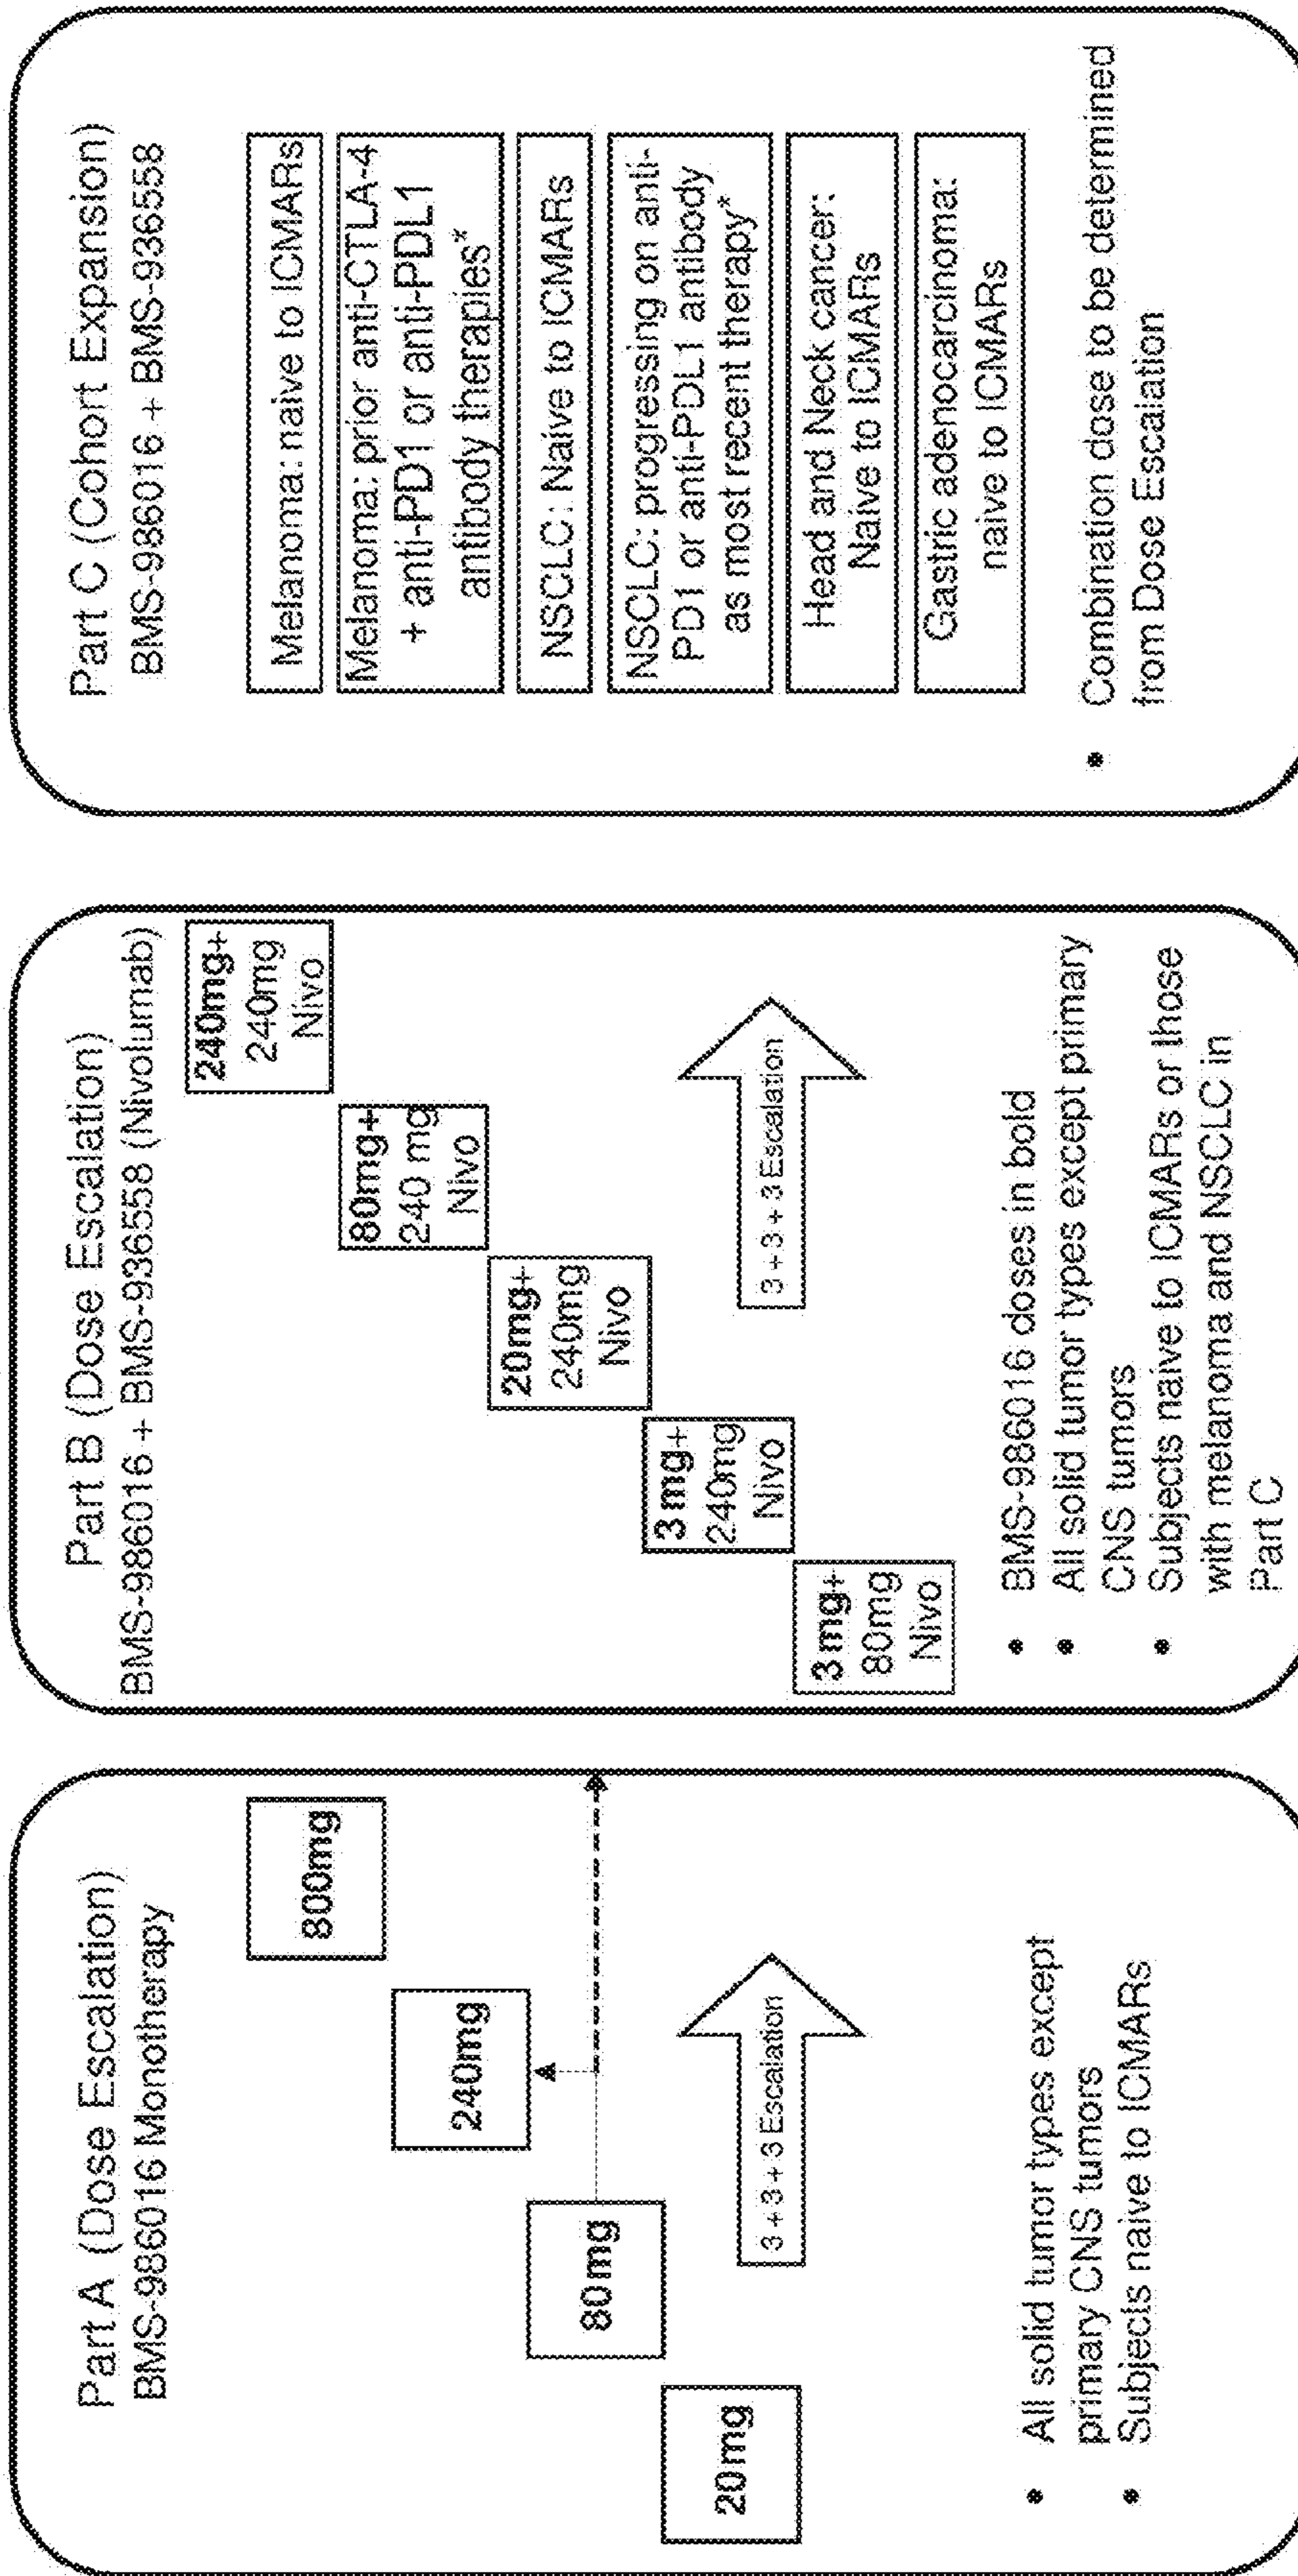 Part A (Dose Escalation)
BMS-986016 Monotherapy
800mg
240mg
80mg
20mg
3 + 3 + 3 Escalation
• All solid tumor types except
primary CNS tumors
• Subjects naive to ICMARs
Part B (Dose Escalation)
BMS-986016 + BMS-936558 (Nivolumab)
240mg+
240mg
Nivo
80mg+
240 mg
Nivo
20mg+
240mg
Nivo
3 mg+
240mg
Nivo
3 mg+
80mg
Nivo
3 + 3 + 3 Escalation
• BMS-986016 doses in bold
• All solid tumor types except primary
CNS tumors
• Subjects naive to ICMARs or those
with melanoma and NSCLC in
Part C
Part C (Cohort Expansion)
BMS-986016 + BMS-936558
Melanoma: naive to ICMARs
Melanoma: prior anti-CTLA-4
+ anti-PD1 or anti-PDL1
antibody therapies*
NSCLC: Naive to ICMARs
NSCLC: progressing on anti-
PD1 or anti-PDL1 antibody
as most recent therapy*
Head and Neck cancer:
Naive to ICMARs
Gastric adenocarcinoma:
naive to ICMARs
• Combination dose to be determined
from Dose Escalation